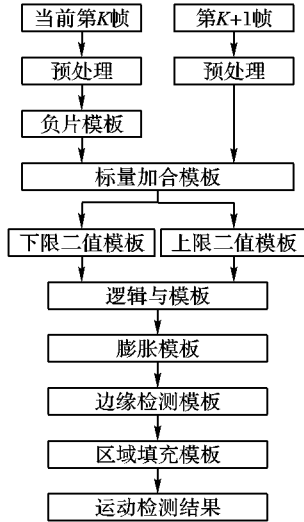 当前第K帧 第K+1帧
预处理 预处理
负片模板
标量加合模板
下限二值模板 上限二值模板
逻辑与模板
膨胀模板
边缘检测模板
区域填充模板
运动检测结果